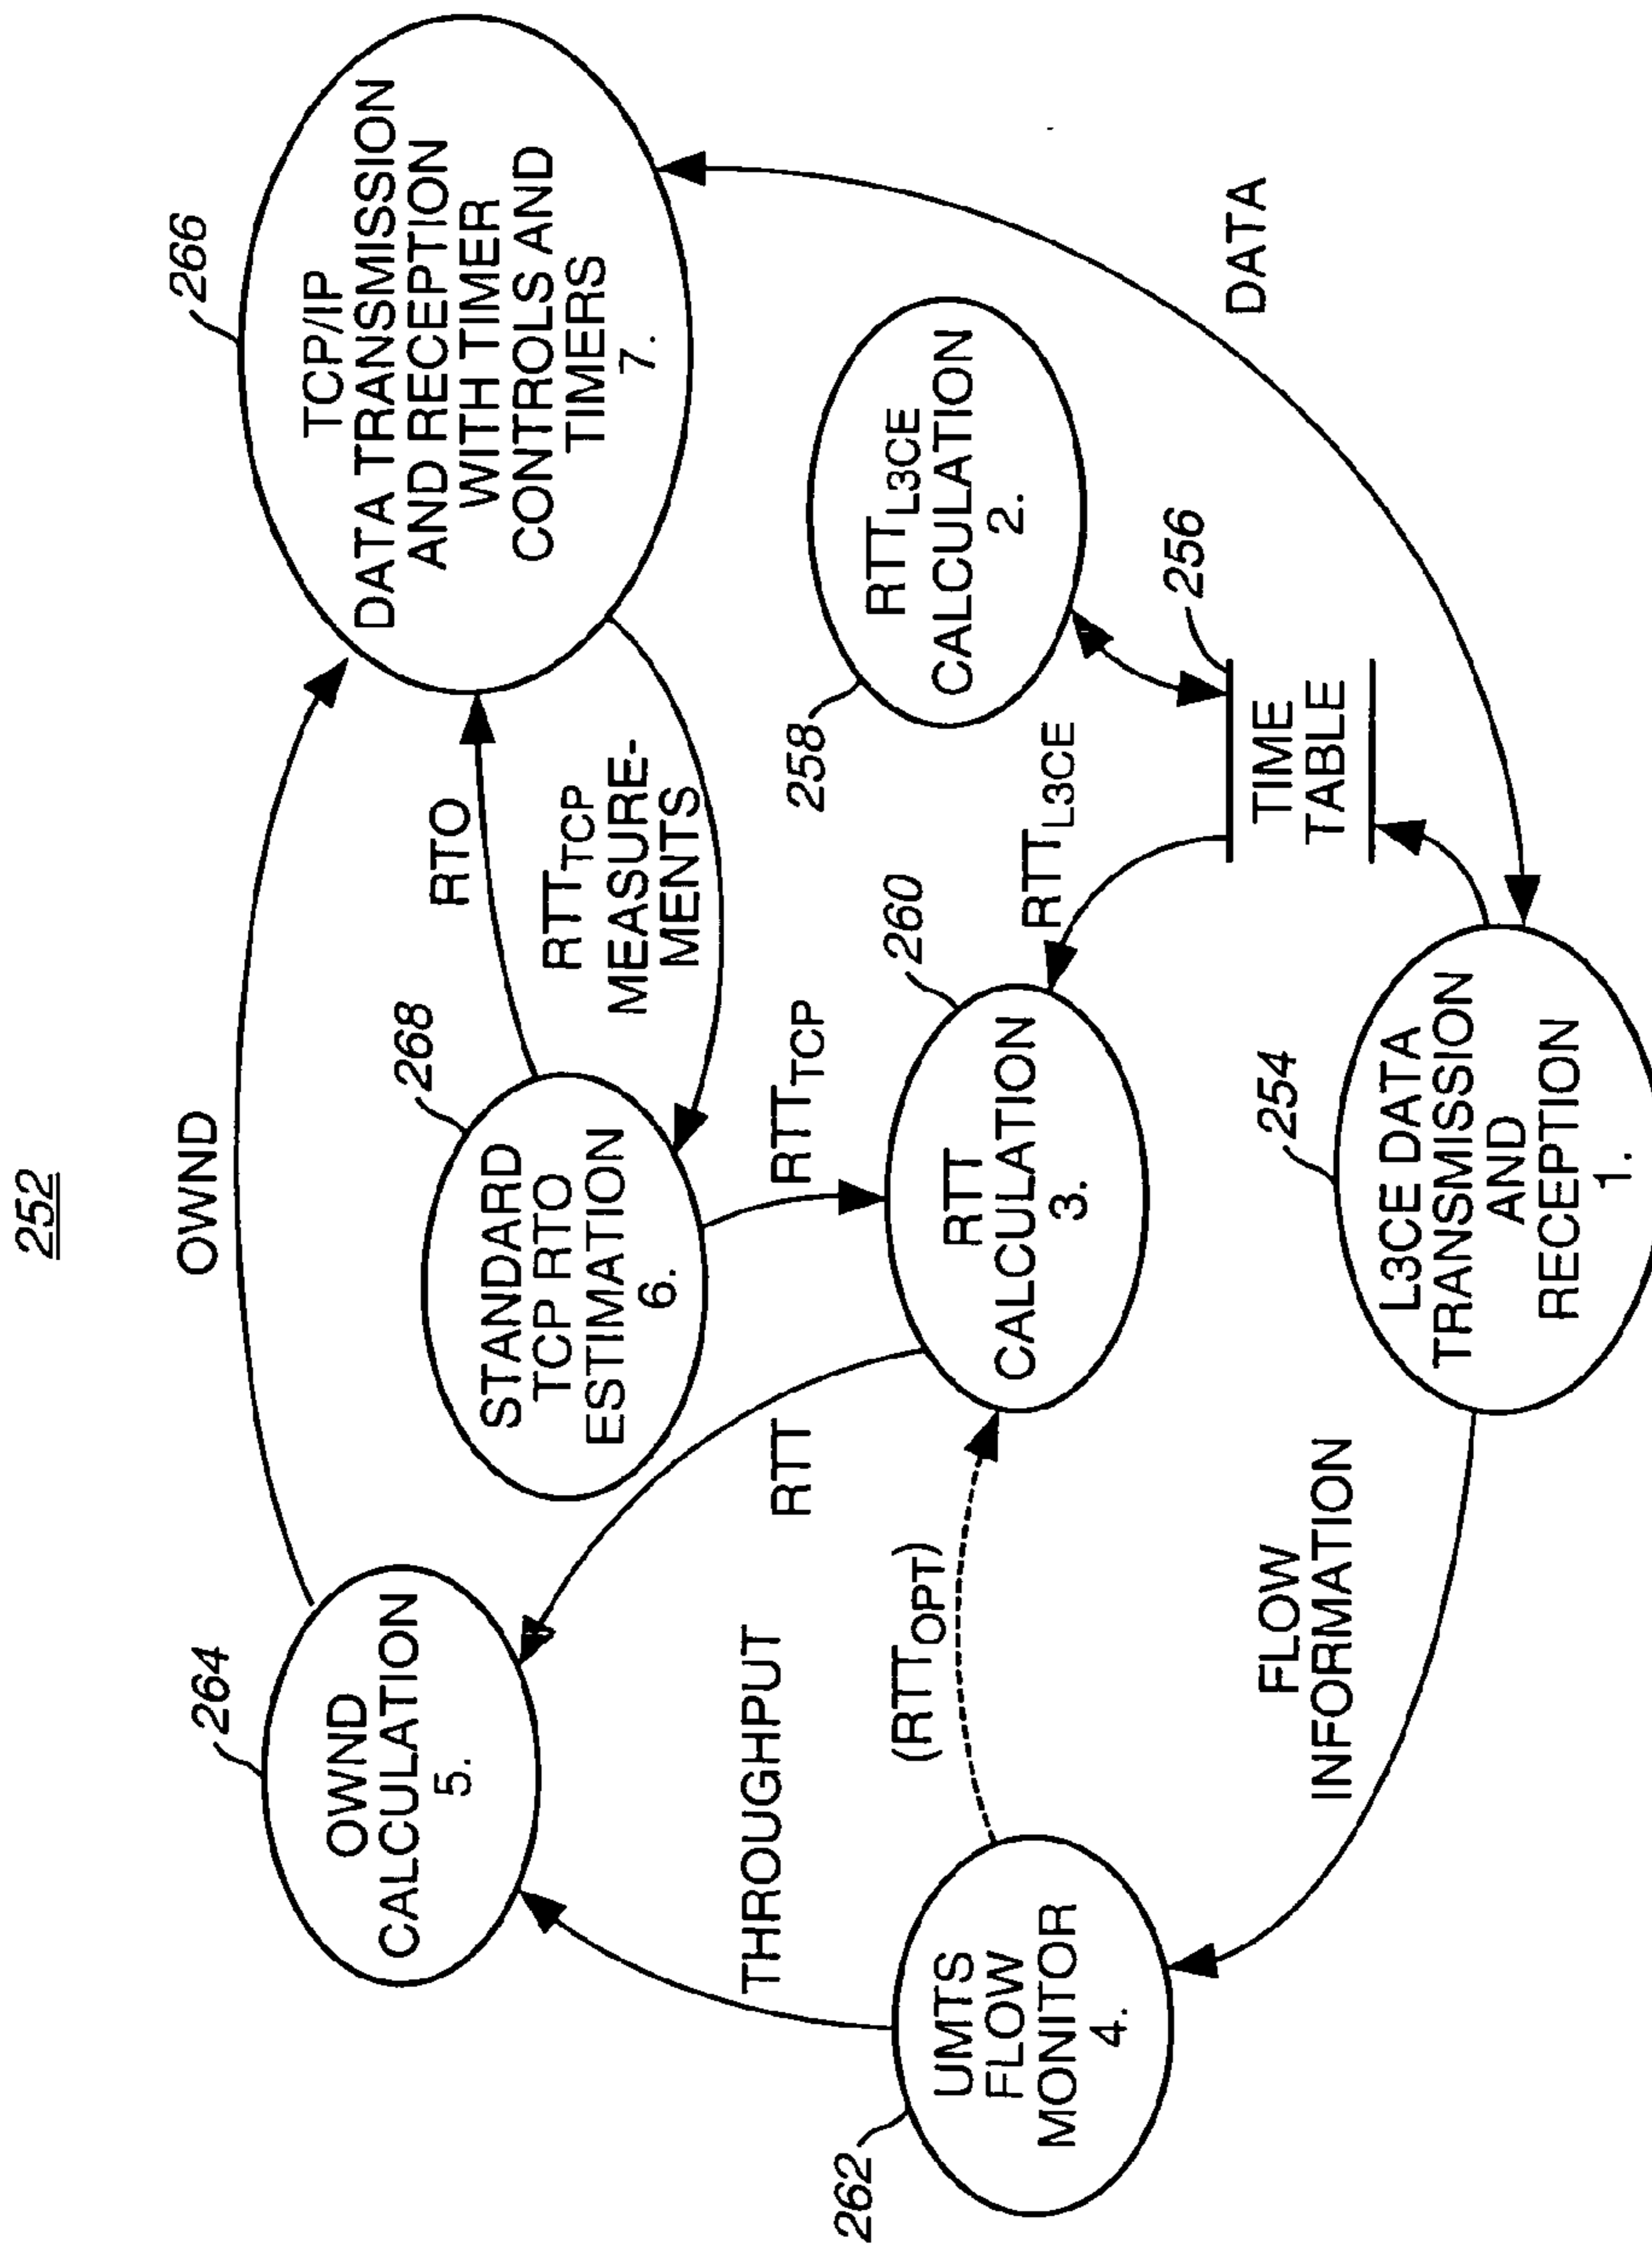 252
OWND
264
OWND
CALCULATION
5.
268
STANDARD
TCP RTO
ESTIMATION
6.
RTO
RTT_TCP
MEASURE-
MENTS
266
TCP/IP
DATA TRANSMISSION
AND RECEPTION
WITH TIMER
CONTROLS AND
TIMERS
7.
THROUGHPUT
RTT
RTT_TCP
258
RTT_L3CE
CALCULATION
2.
262
UMTS
FLOW
MONITOR
4.
(RTT_OPT)
260
RTT
CALCULATION
3.
RTT_L3CE
256
TIME
TABLE
DATA
FLOW
INFORMATION
254
L3CE DATA
TRANSMISSION
AND
RECEPTION
1.